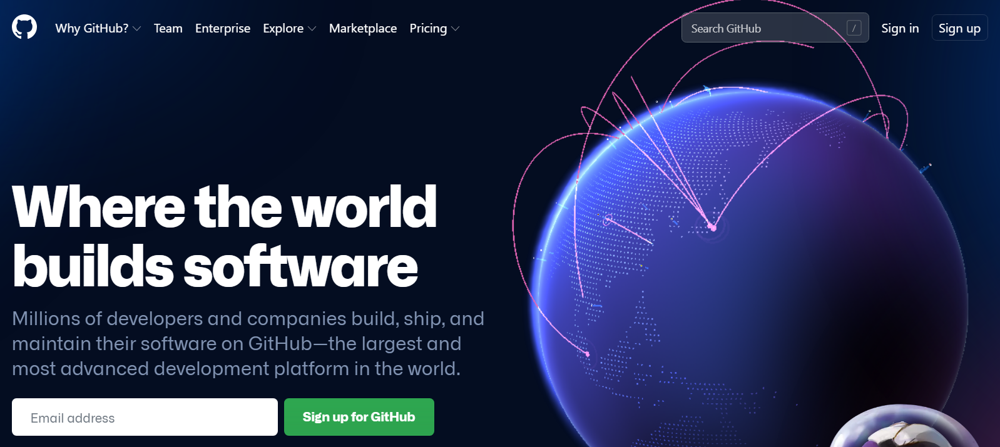 Why GitHub? Team Enterprise Explore Marketplace Pricing Search GitHub / Sign in Sign up
Where the world
builds software
Millions of developers and companies build, ship, and
maintain their software on GitHub—the largest and
most advanced development platform in the world.
Email address Sign up for GitHub